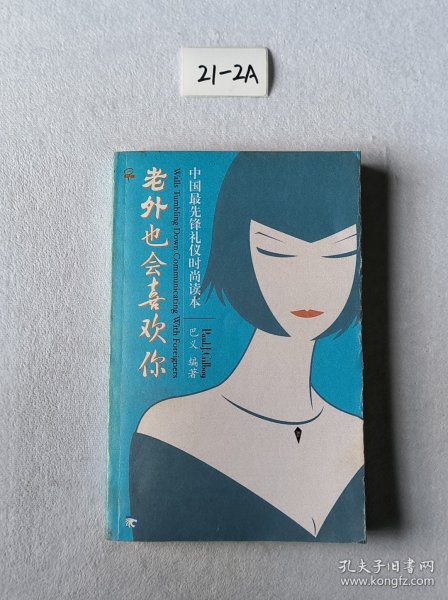 21-2A
老外也会喜欢你
Walls Tumbling Down Communicating With Foreigners
中国最先锋礼仪时尚读本
Paul J.Gilboy
巴义 编著
孔夫子旧书网
www.kongfz.com